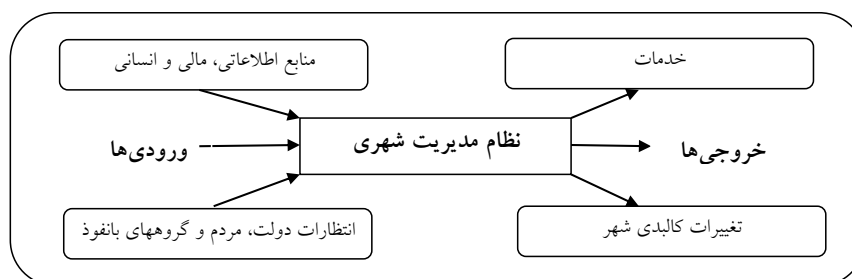 خدمات
منابع اطلاعاتی، مالی و انسانی
خروجی‌ها
نظام مدیریت شهری
ورودی‌ها
تغییرات کالبدی شهر
انتظارات دولت، مردم و گروههای بانفوذ